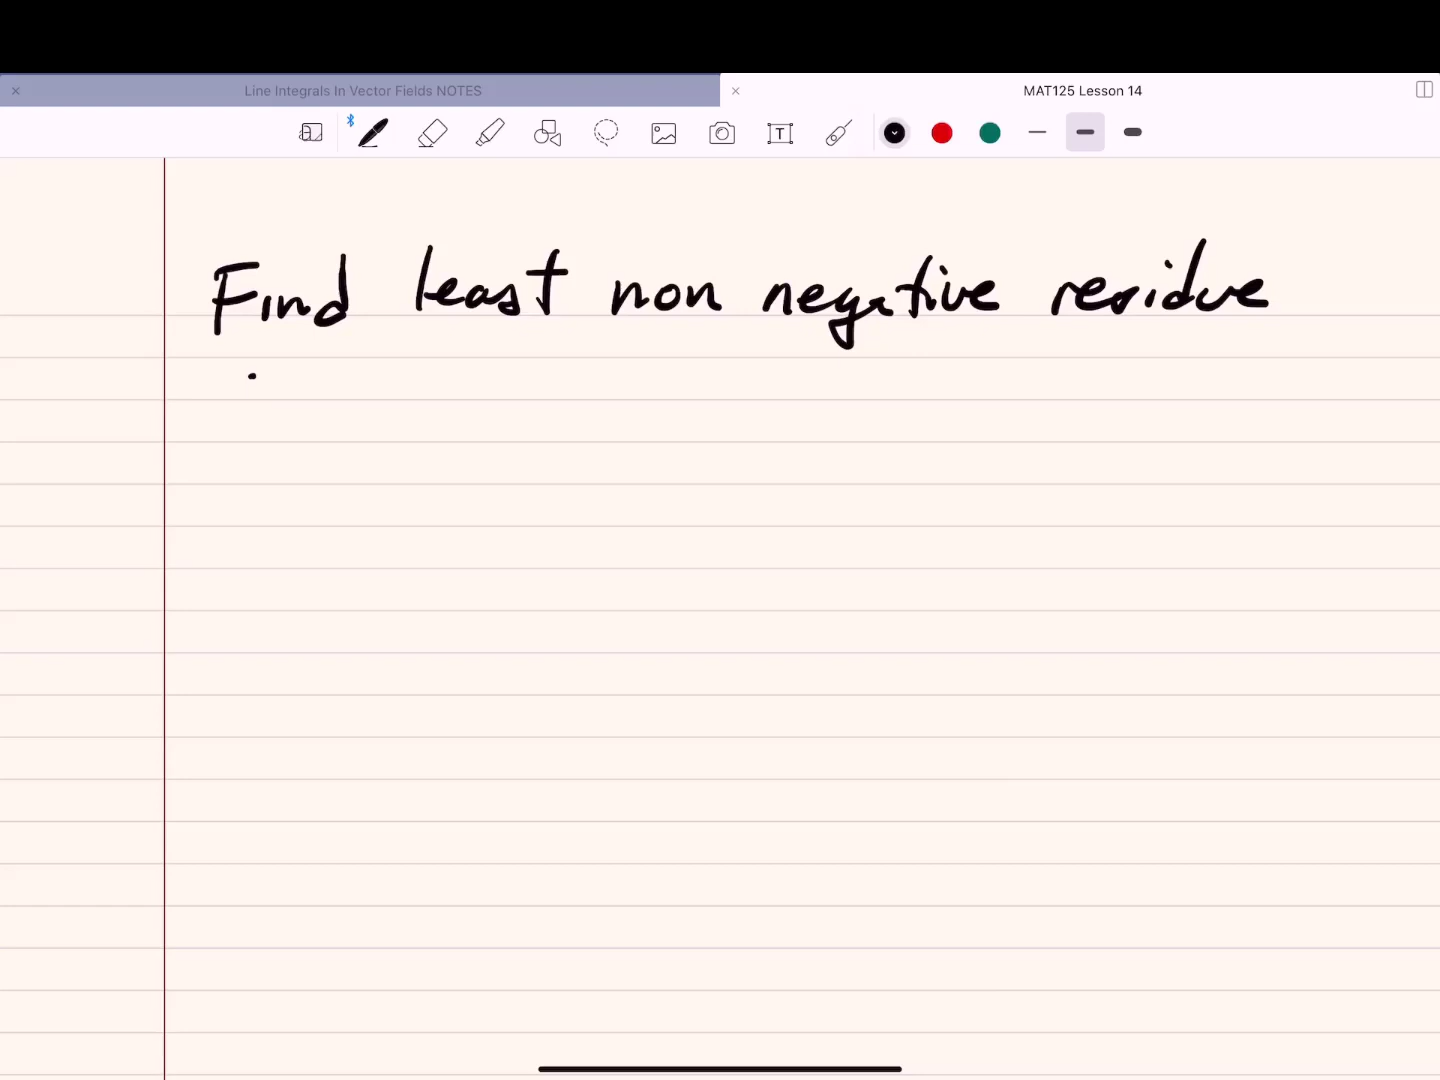 Line Integrals In Vector Fields NOTES
MAT125 Lesson 14
Find least non negative residue